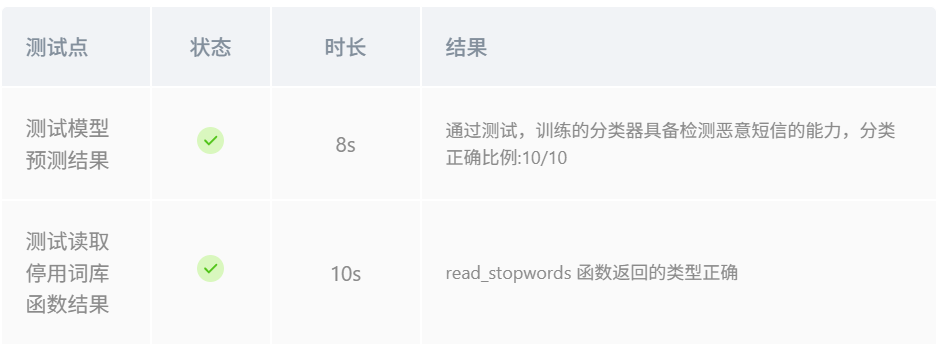 测试点 状态 时长 结果
测试模型
预测结果
8s
通过测试，训练的分类器具备检测恶意短信的能力，分类
正确比例:10/10
测试读取
停用词库
函数结果
10s
read_stopwords 函数返回的类型正确